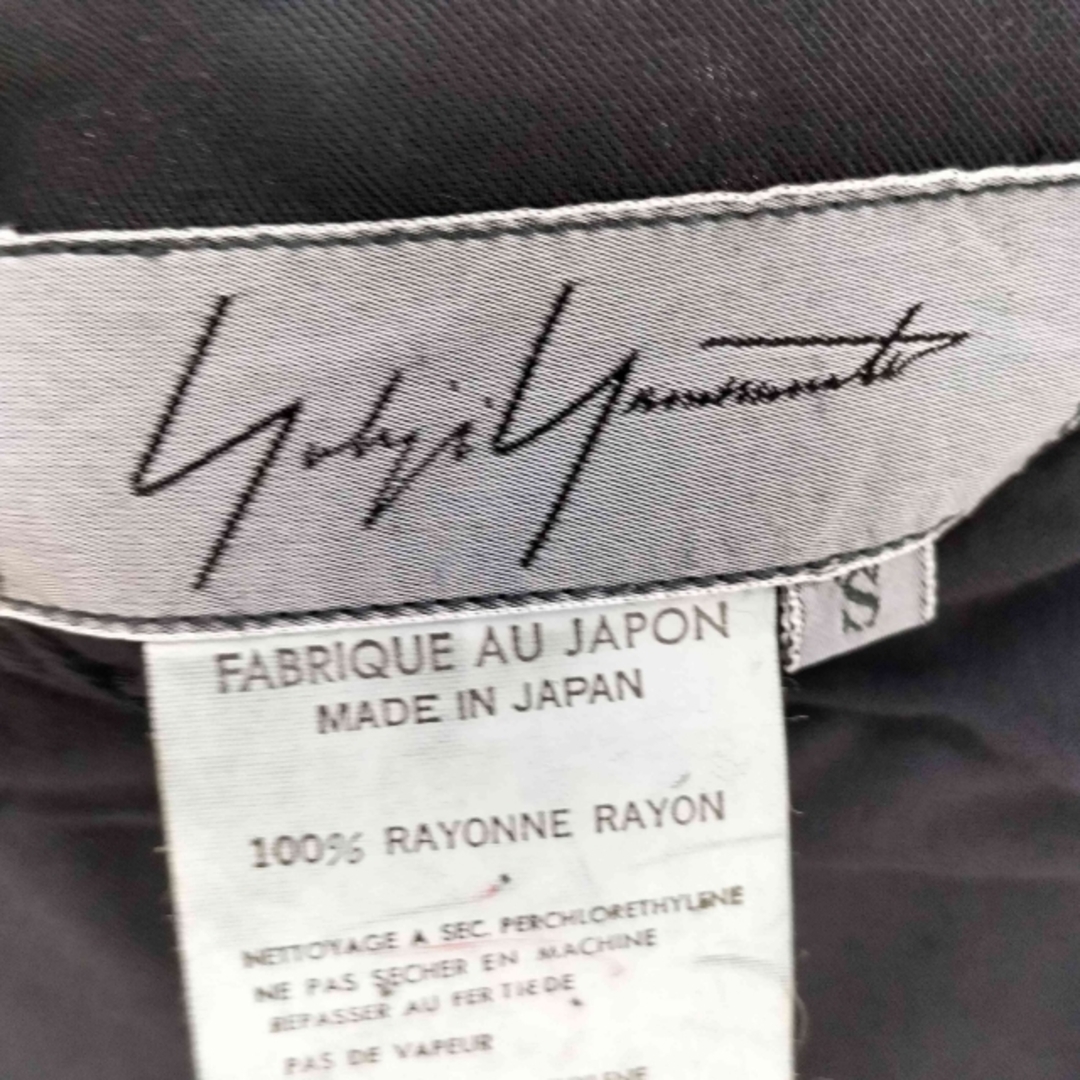 Yohji Yamamoto
S
FABRIQUE AU JAPON
MADE IN JAPAN
100% RAYONNE RAYON
NETTOYAGE A SEC. PERCHLORETHYLENE
NE PAS SECHER EN MACHINE
REPASSER AU FER TIEDE
PAS DE VAPEUR